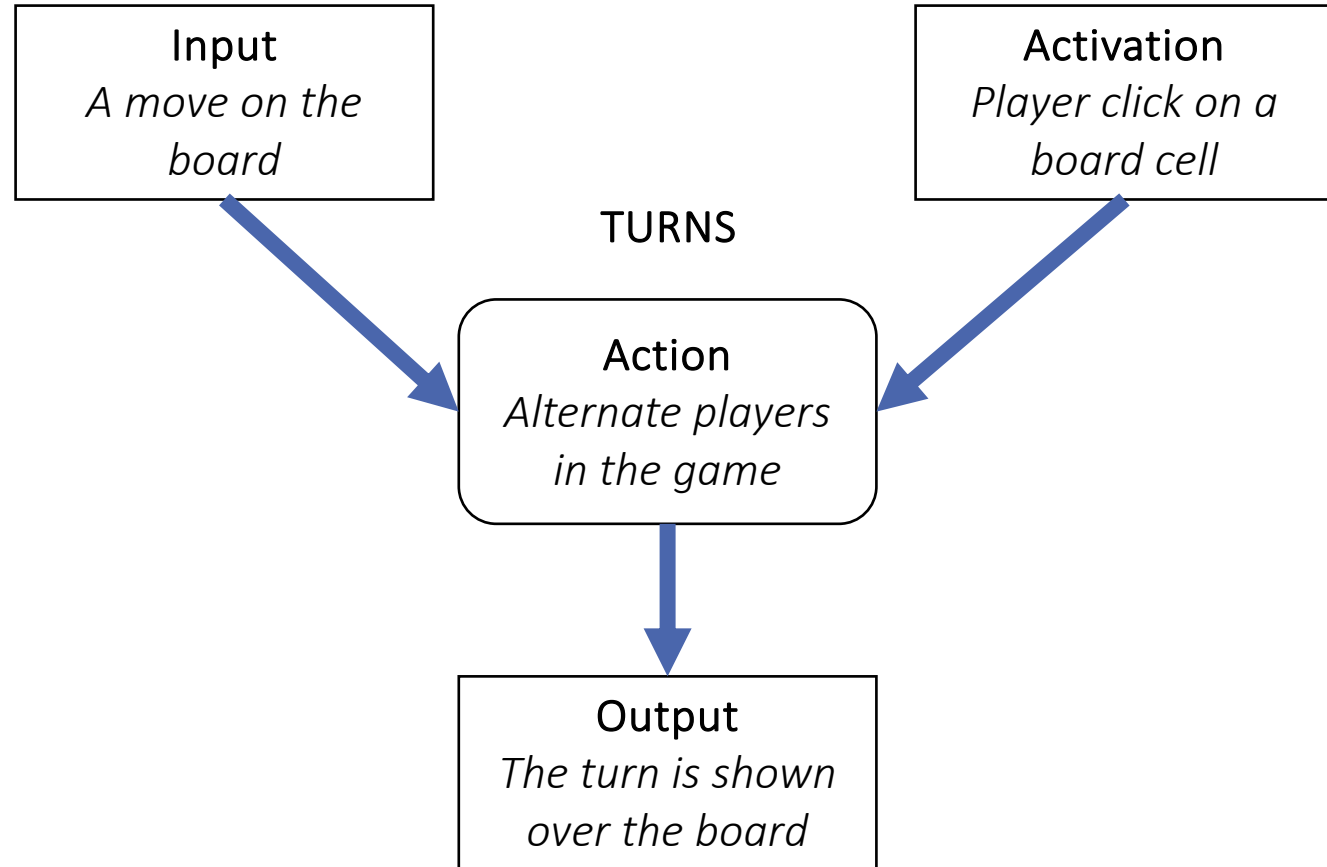 Input
A move on the
board
Activation
Player click on a
board cell
TURNS
Action
Alternate players
in the game
Output
The turn is shown
over the board